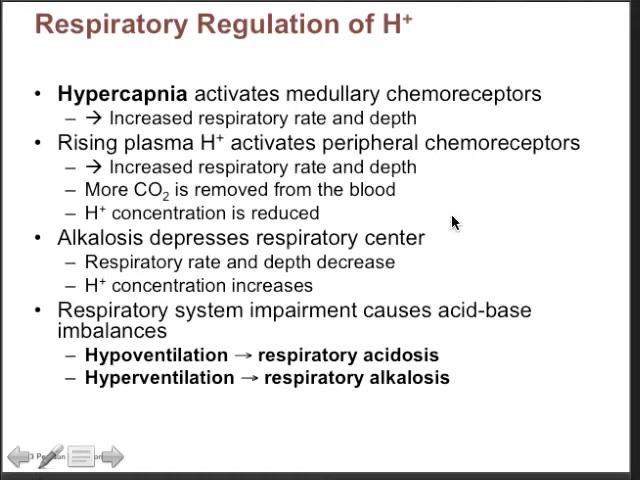 Respiratory Regulation of H⁺
• Hypercapnia activates medullary chemoreceptors
– → Increased respiratory rate and depth
• Rising plasma H⁺ activates peripheral chemoreceptors
– → Increased respiratory rate and depth
– More CO₂ is removed from the blood
– H⁺ concentration is reduced
• Alkalosis depresses respiratory center
– Respiratory rate and depth decrease
– H⁺ concentration increases
• Respiratory system impairment causes acid-base
imbalances
– Hypoventilation → respiratory acidosis
– Hyperventilation → respiratory alkalosis